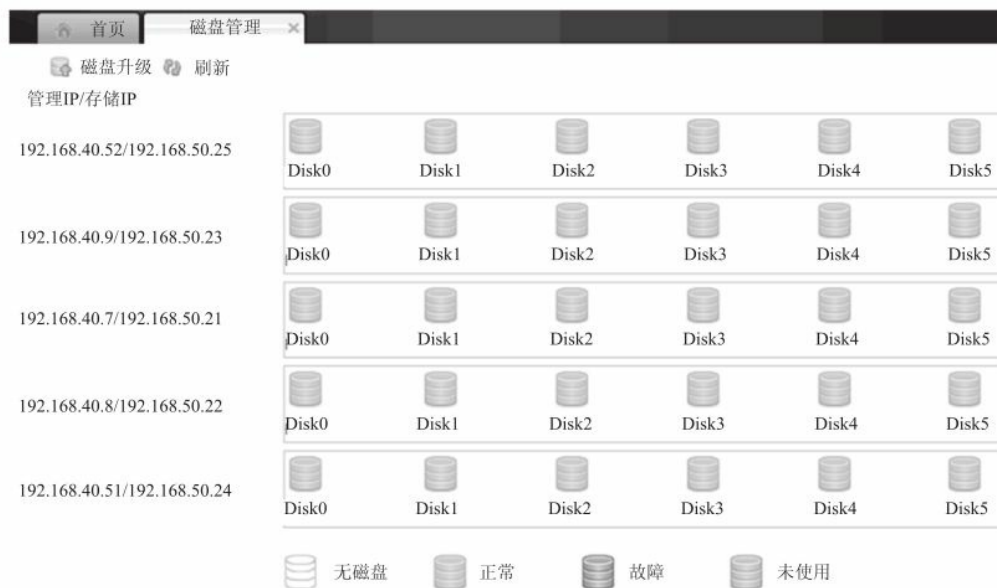 首页 磁盘管理
磁盘升级 刷新
管理IP/存储IP
192.168.40.52/192.168.50.25
Disk0 Disk1 Disk2 Disk3 Disk4 Disk5
192.168.40.9/192.168.50.23
Disk0 Disk1 Disk2 Disk3 Disk4 Disk5
192.168.40.7/192.168.50.21
Disk0 Disk1 Disk2 Disk3 Disk4 Disk5
192.168.40.8/192.168.50.22
Disk0 Disk1 Disk2 Disk3 Disk4 Disk5
192.168.40.51/192.168.50.24
Disk0 Disk1 Disk2 Disk3 Disk4 Disk5
无磁盘 正常 故障 未使用